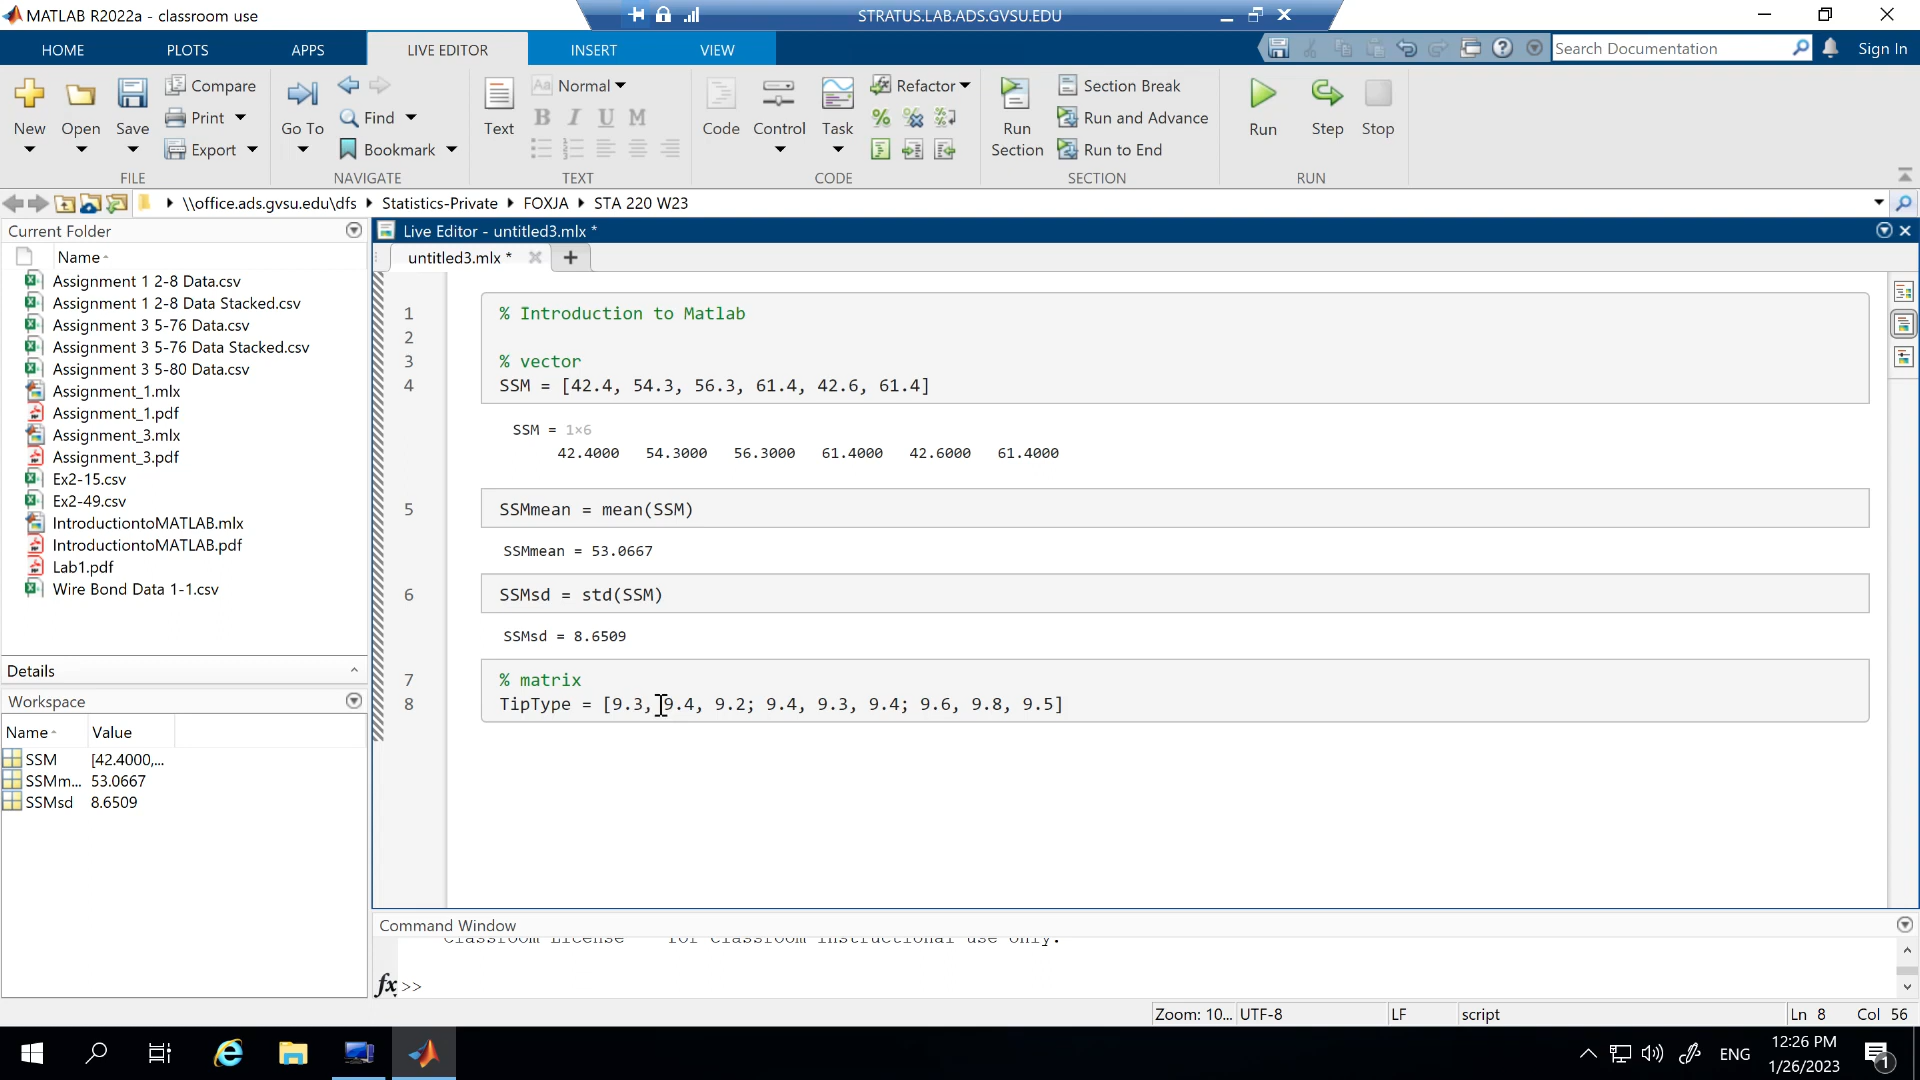 MATLAB R2022a - classroom use
STRATUS.LAB.ADS.GVSU.EDU
HOME PLOTS APPS LIVE EDITOR INSERT VIEW
Search Documentation
Sign In
New
Open
Save
Compare
Print
Export
FILE
Go To
Find
Bookmark
NAVIGATE
Text
Aa Normal
B I U M
TEXT
Code
Control
Task
Refactor
CODE
Run
Section
Section Break
Run and Advance
Run to End
SECTION
Run
Step
Stop
RUN
\\office.ads.gvsu.edu\dfs Statistics-Private FOXJA STA 220 W23
Current Folder
Name
Assignment 1 2-8 Data.csv
Assignment 1 2-8 Data Stacked.csv
Assignment 3 5-76 Data.csv
Assignment 3 5-76 Data Stacked.csv
Assignment 3 5-80 Data.csv
Assignment_1.mlx
Assignment_1.pdf
Assignment_3.mlx
Assignment_3.pdf
Ex2-15.csv
Ex2-49.csv
IntroductiontoMATLAB.mlx
IntroductiontoMATLAB.pdf
Lab1.pdf
Wire Bond Data 1-1.csv
Details
Workspace
Name Value
SSM [42.4000,...
SSMm... 53.0667
SSMsd 8.6509
Live Editor - untitled3.mlx *
untitled3.mlx *
1 % Introduction to Matlab
2
3 % vector
4 SSM = [42.4, 54.3, 56.3, 61.4, 42.6, 61.4]
SSM = 1×6
42.4000 54.3000 56.3000 61.4000 42.6000 61.4000
5 SSMmean = mean(SSM)
SSMmean = 53.0667
6 SSMsd = std(SSM)
SSMsd = 8.6509
7 % matrix
8 TipType = [9.3, 9.4, 9.2; 9.4, 9.3, 9.4; 9.6, 9.8, 9.5]
Command Window
Classroom License -- for classroom instructional use only.
fx >>
Zoom: 10... UTF-8 LF script Ln 8 Col 56
ENG
12:26 PM
1/26/2023
1